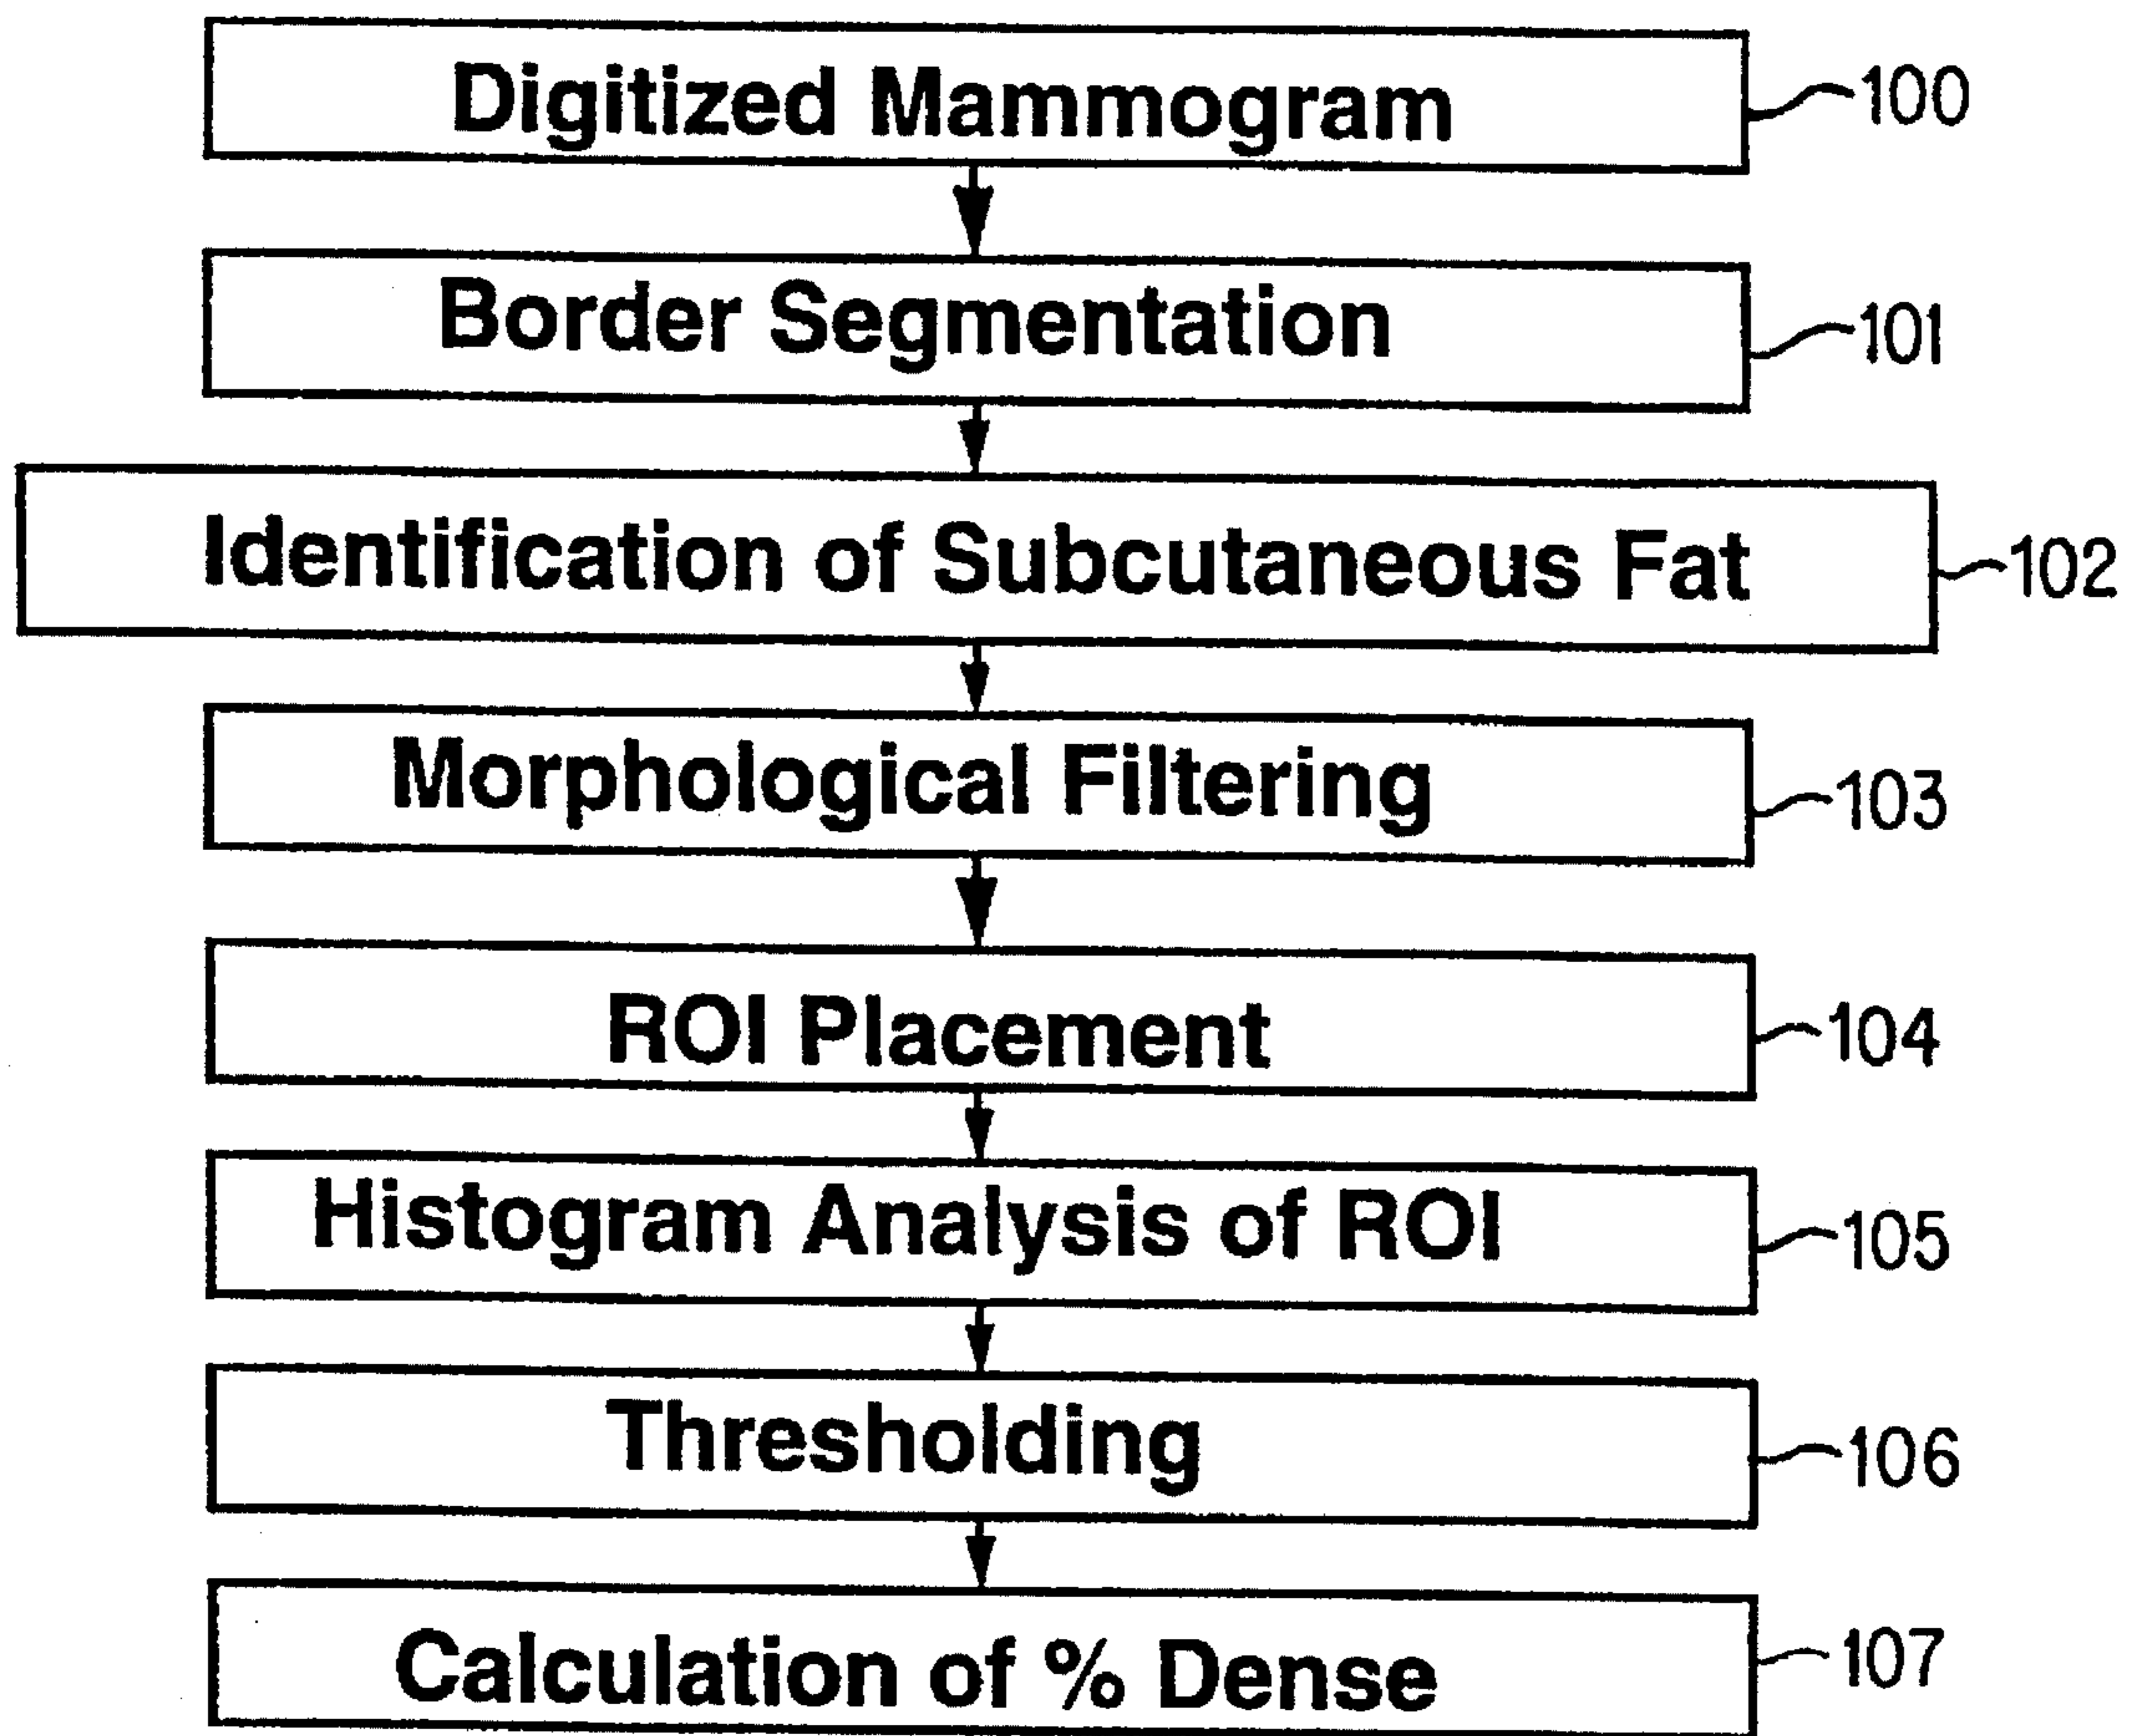 Digitized Mammogram 100
Border Segmentation 101
Identification of Subcutaneous Fat 102
Morphological Filtering 103
ROI Placement 104
Histogram Analysis of ROI 105
Thresholding 106
Calculation of % Dense 107